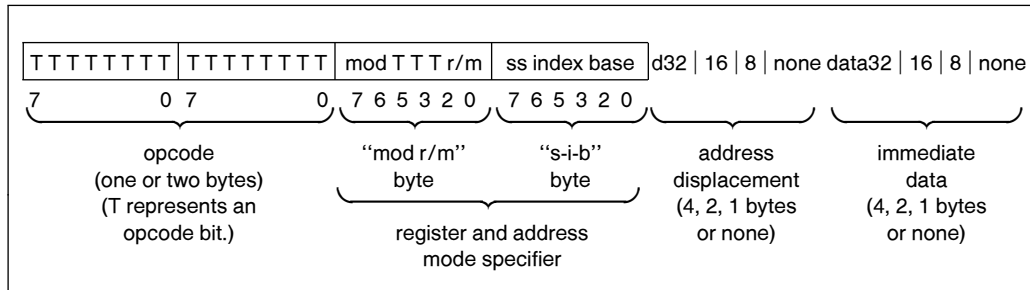 T T T T T T T T T T T T T T T T mod T T T r/m ss index base d32 | 16 | 8 | none data32 | 16 | 8 | none
7 0 7 0 7 6 5 3 2 0 7 6 5 3 2 0
opcode
(one or two bytes)
(T represents an
opcode bit.)
“mod r/m”
byte
“s-i-b”
byte
register and address
mode specifier
address
displacement
(4, 2, 1 bytes
or none)
immediate
data
(4, 2, 1 bytes
or none)